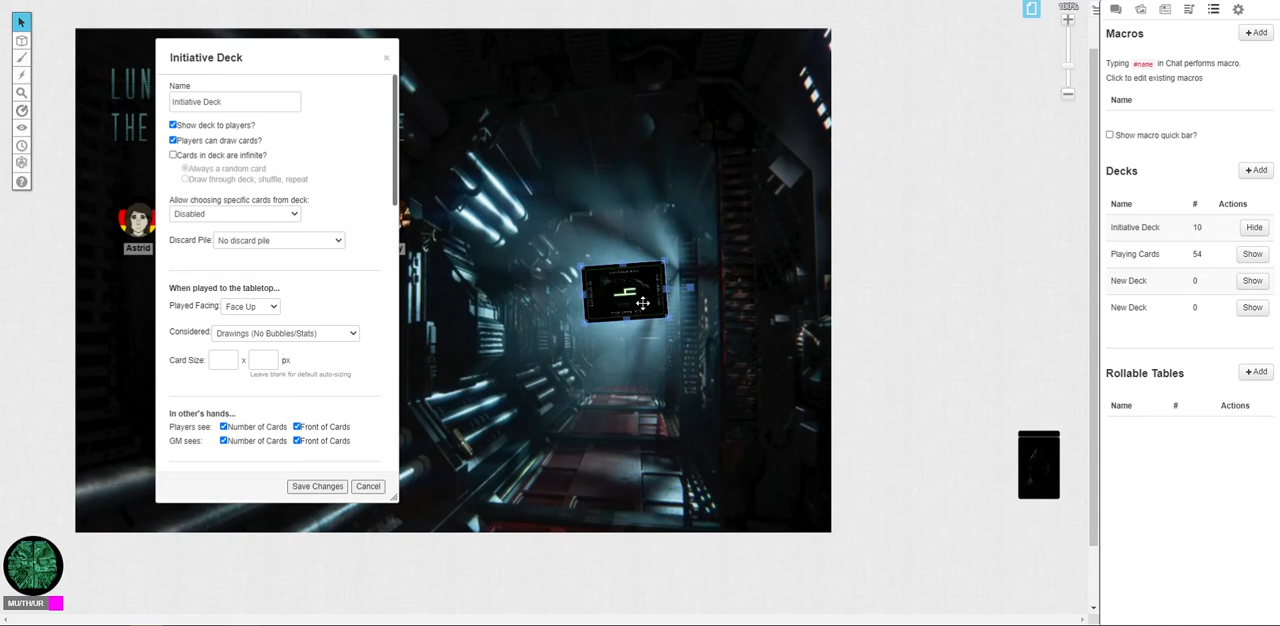 100%
LUN
THE
E
Astrid
y
MU/TH/UR
Initiative Deck
×
Name
Initiative Deck
Show deck to players?
Players can draw cards?
Cards in deck are infinite?
Always a random card
Draw through deck, shuffle, repeat
Allow choosing specific cards from deck:
Disabled
Discard Pile: No discard pile
When played to the tabletop...
Played Facing: Face Up
Considered: Drawings (No Bubbles/Stats)
Card Size: x px
Leave blank for default auto-sizing
In other's hands...
Players see: Number of Cards Front of Cards
GM sees: Number of Cards Front of Cards
Save Changes Cancel
Macros +Add
Typing #name in Chat performs macro.
Click to edit existing macros
Name
Show macro quick bar?
Decks +Add
Name # Actions
Initiative Deck 10 Hide
Playing Cards 54 Show
New Deck 0 Show
New Deck 0 Show
Rollable Tables +Add
Name # Actions